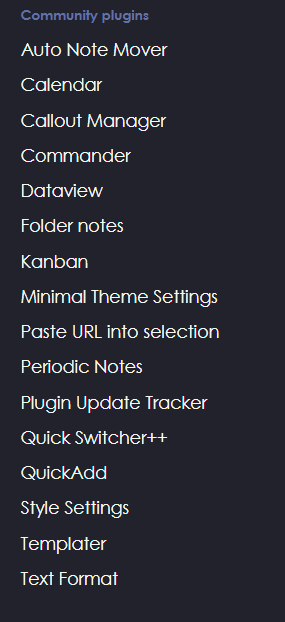 Community plugins
Auto Note Mover
Calendar
Callout Manager
Commander
Dataview
Folder notes
Kanban
Minimal Theme Settings
Paste URL into selection
Periodic Notes
Plugin Update Tracker
Quick Switcher++
QuickAdd
Style Settings
Templater
Text Format